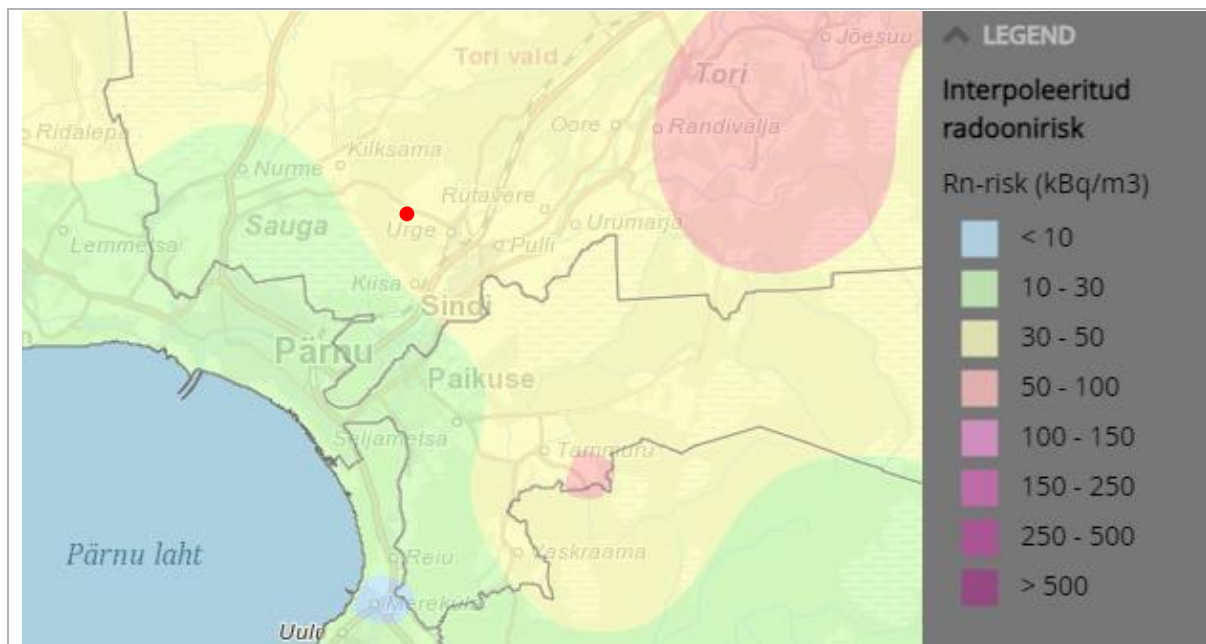 Jõesuu
Tori vald
Tori
Ridalepa
Oore
Randivälja
Kilksama
Nurme
Rütavere
Sauga
Urge
Urumarja
Lemmetsa
Pulli
Kiisa
Sindi
Pärnu
Paikuse
Seljametsa
Tammuru
Pärnu laht
Reiu
Vaskraama
Mereküla
Uulu
LEGEND
Interpoleeritud
radoonirisk
Rn-risk (kBq/m3)
< 10
10 - 30
30 - 50
50 - 100
100 - 150
150 - 250
250 - 500
> 500